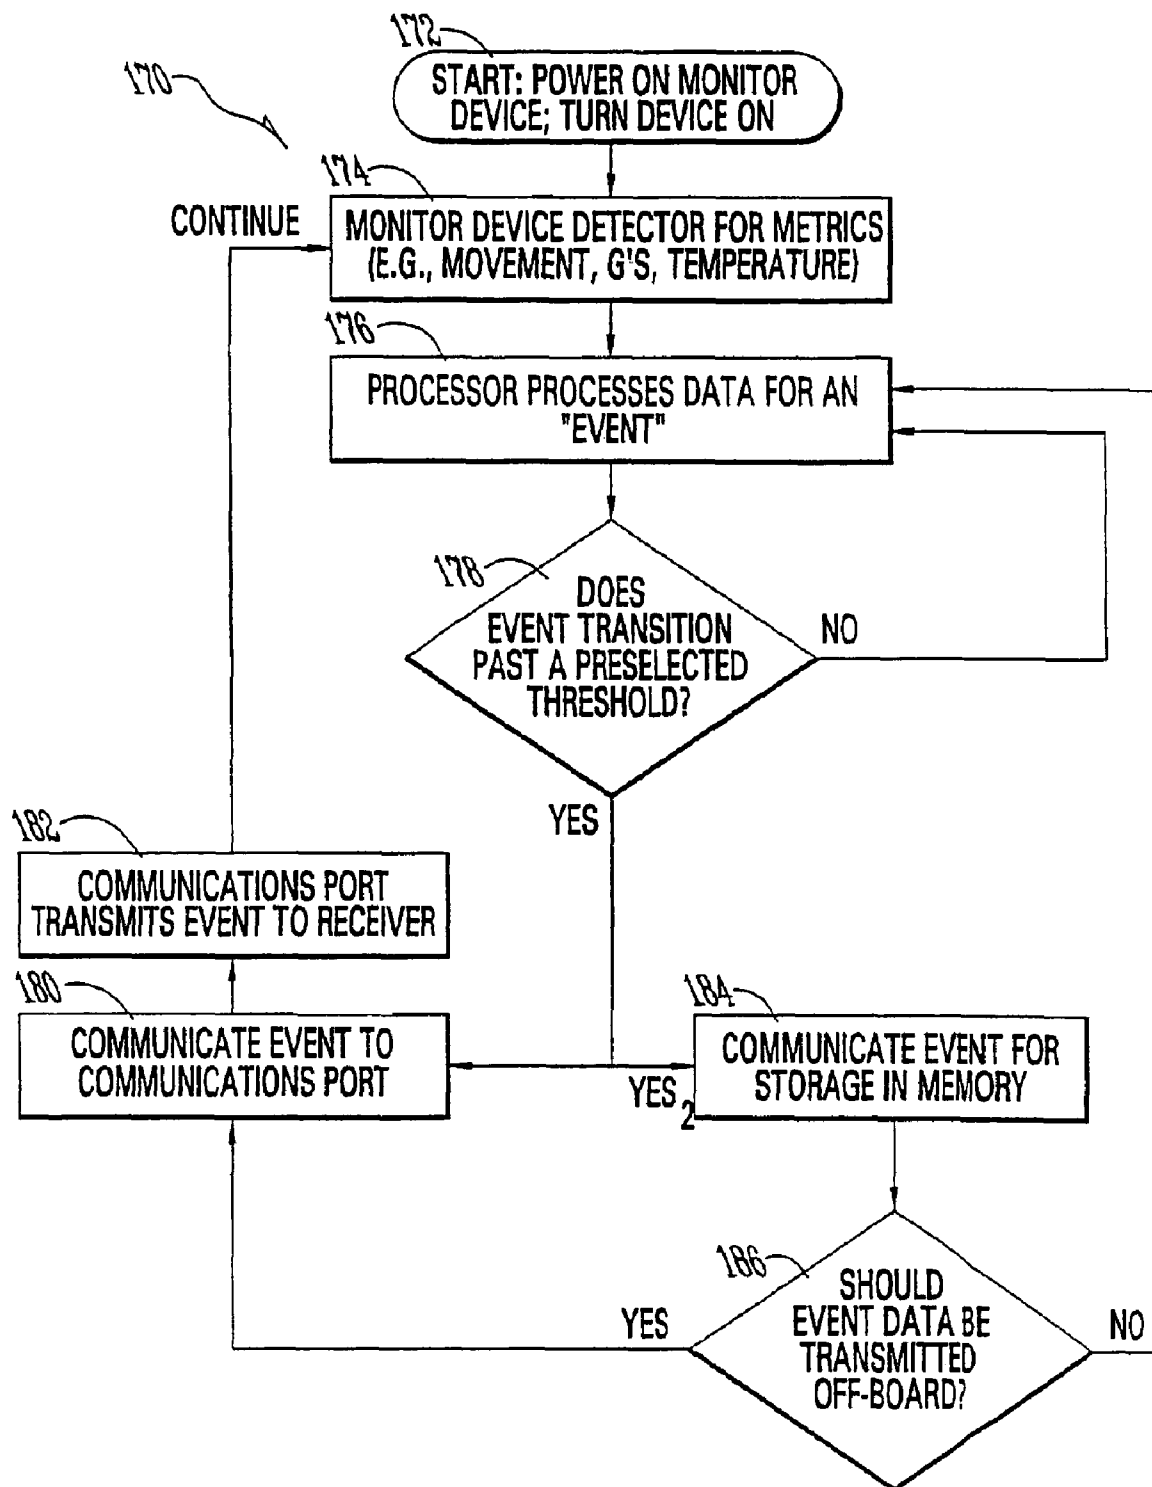 172
START: POWER ON MONITOR
DEVICE; TURN DEVICE ON
170
174
CONTINUE
MONITOR DEVICE DETECTOR FOR METRICS
(E.G., MOVEMENT, G'S, TEMPERATURE)
176
PROCESSOR PROCESSES DATA FOR AN
"EVENT"
178
DOES
EVENT TRANSITION
PAST A PRESELECTED
THRESHOLD?
NO
YES
182
COMMUNICATIONS PORT
TRANSMITS EVENT TO RECEIVER
180
COMMUNICATE EVENT TO
COMMUNICATIONS PORT
YES2
184
COMMUNICATE EVENT FOR
STORAGE IN MEMORY
186
SHOULD
EVENT DATA BE
TRANSMITTED
OFF-BOARD?
YES
NO